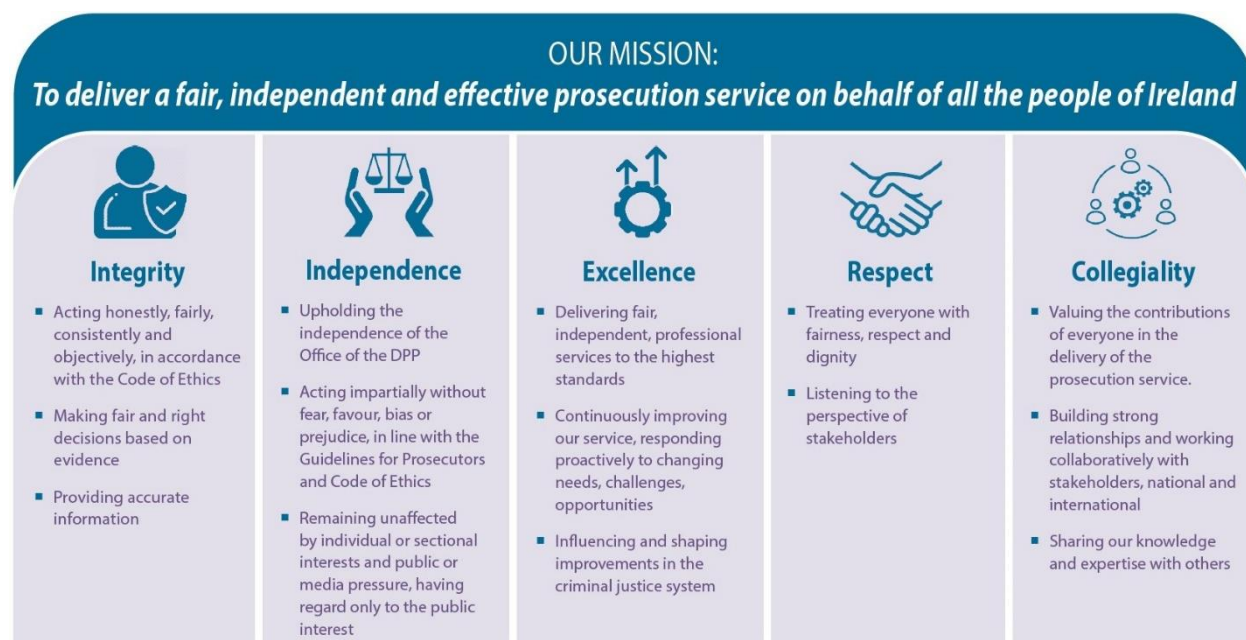 OUR MISSION:
To deliver a fair, independent and effective prosecution service on behalf of all the people of Ireland
Integrity
▪ Acting honestly, fairly,
consistently and
objectively, in accordance
with the Code of Ethics
▪ Making fair and right
decisions based on
evidence
▪ Providing accurate
information
Independence
▪ Upholding the
independence of the
Office of the DPP
▪ Acting impartially without
fear, favour, bias or
prejudice, in line with the
Guidelines for Prosecutors
and Code of Ethics
▪ Remaining unaffected
by individual or sectional
interests and public or
media pressure, having
regard only to the public
interest
Excellence
▪ Delivering fair,
independent, professional
services to the highest
standards
▪ Continuously improving
our service, responding
proactively to changing
needs, challenges,
opportunities
▪ Influencing and shaping
improvements in the
criminal justice system
Respect
▪ Treating everyone with
fairness, respect and
dignity
▪ Listening to the
perspective of
stakeholders
Collegiality
▪ Valuing the contributions
of everyone in the
delivery of the
prosecution service.
▪ Building strong
relationships and working
collaboratively with
stakeholders, national and
international
▪ Sharing our knowledge
and expertise with others